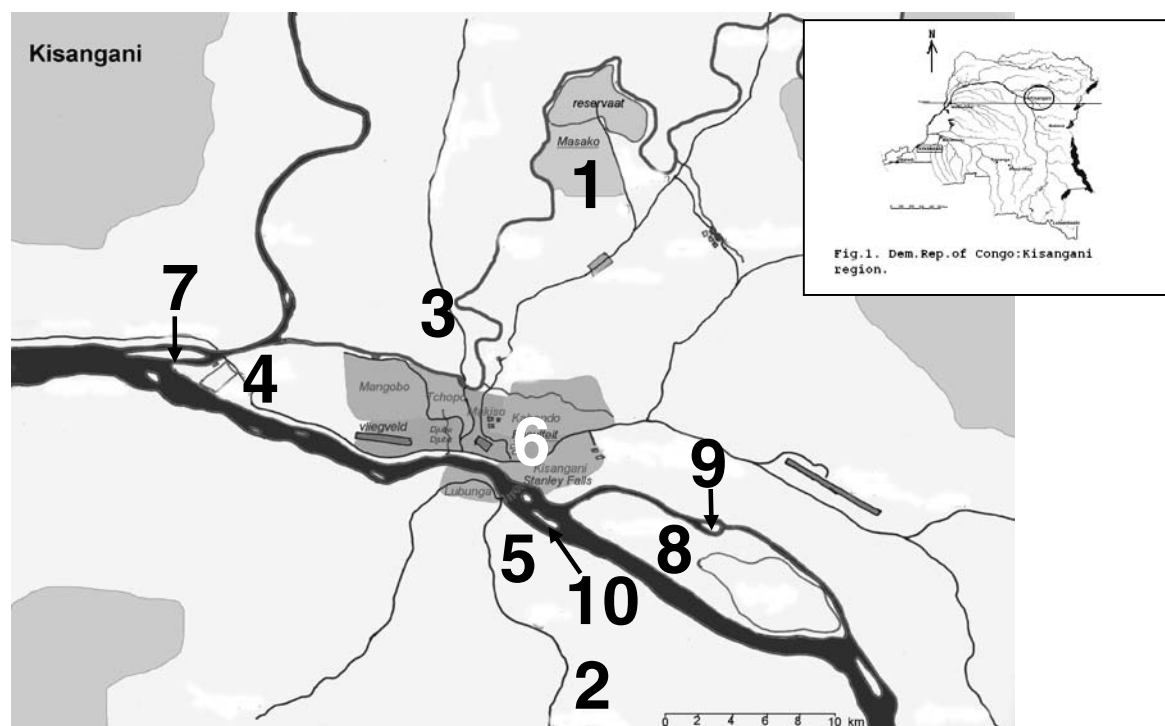 Kisangani
N
Fig.1. Dem.Rep.of Congo:Kisangani
region.
reservaat
Masako
1
3
7
4
Mangobo
Tchopo
Makiso
Kabondo
vliegveld
Djubu
Djubu
6
Kisangani
Stanley Falls
Lubunga
9
5
8
10
2
0 2 4 6 8 10 km